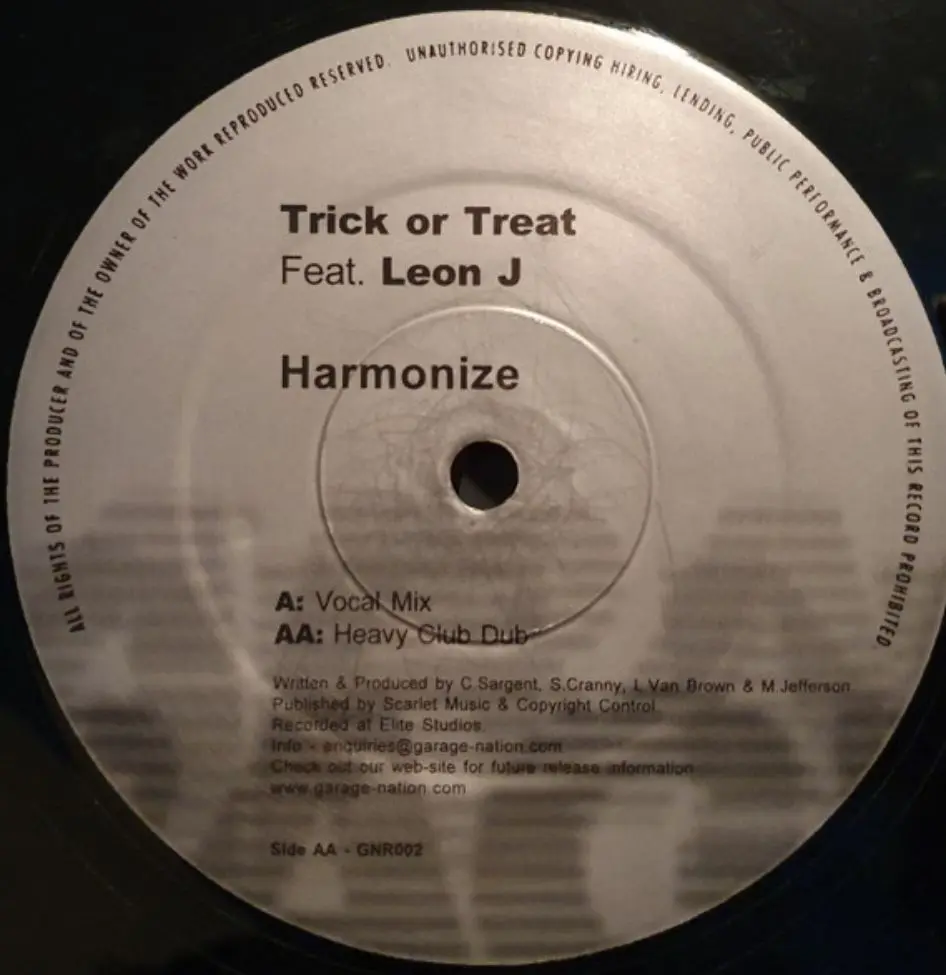 ALL RIGHTS OF THE PRODUCER AND OF THE OWNER OF THE WORK REPRODUCED RESERVED. UNAUTHORISED COPYING HIRING, LENDING, PUBLIC PERFORMANCE & BROADCASTING OF THIS RECORD PROHIBITED
Trick or Treat
Feat. Leon J
Harmonize
A: Vocal Mix
AA: Heavy Club Dub
Written & Produced by C.Sargent, S.Cranny, L.Van Brown & M.Jefferson.
Published by Scarlet Music & Copyright Control.
Recorded at Elite Studios.
Info - enquiries@garage-nation.com
Check out our web-site for future release information
www.garage-nation.com
Side AA - GNR002